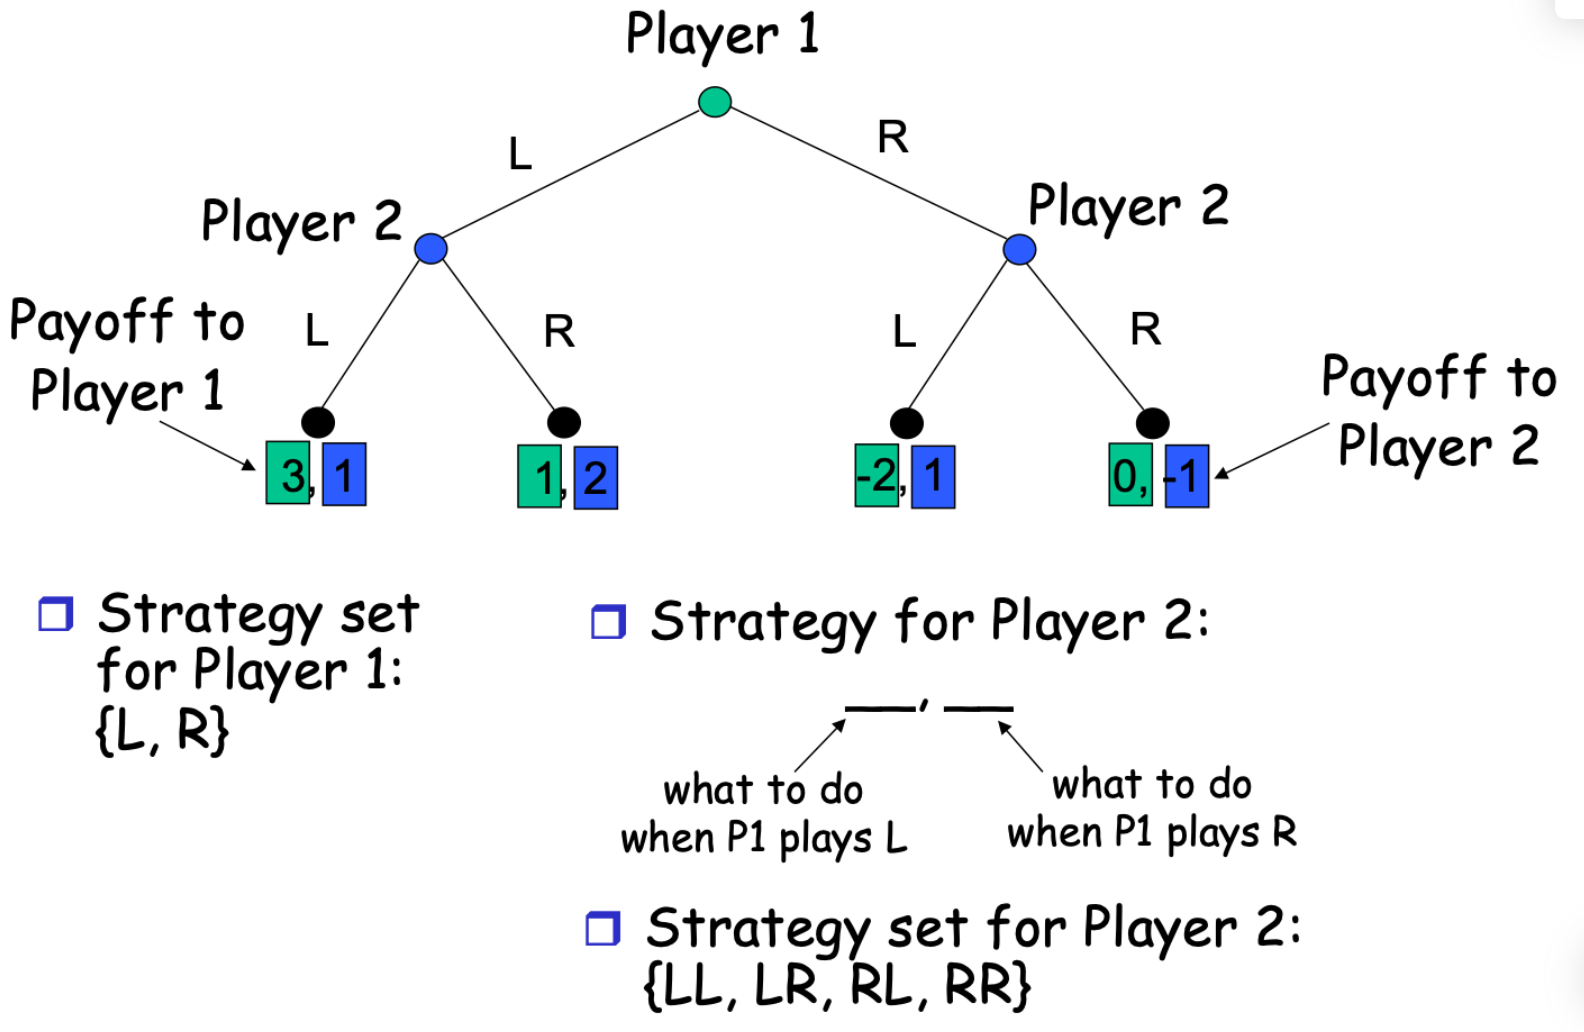 Player 1
L
R
Player 2
Player 2
Payoff to
Player 1
L
R
L
R
Payoff to
Player 2
3, 1
1, 2
-2, 1
0, -1
Strategy set
for Player 1:
{L, R}
Strategy for Player 2:
__, __
what to do
when P1 plays L
what to do
when P1 plays R
Strategy set for Player 2:
{LL, LR, RL, RR}